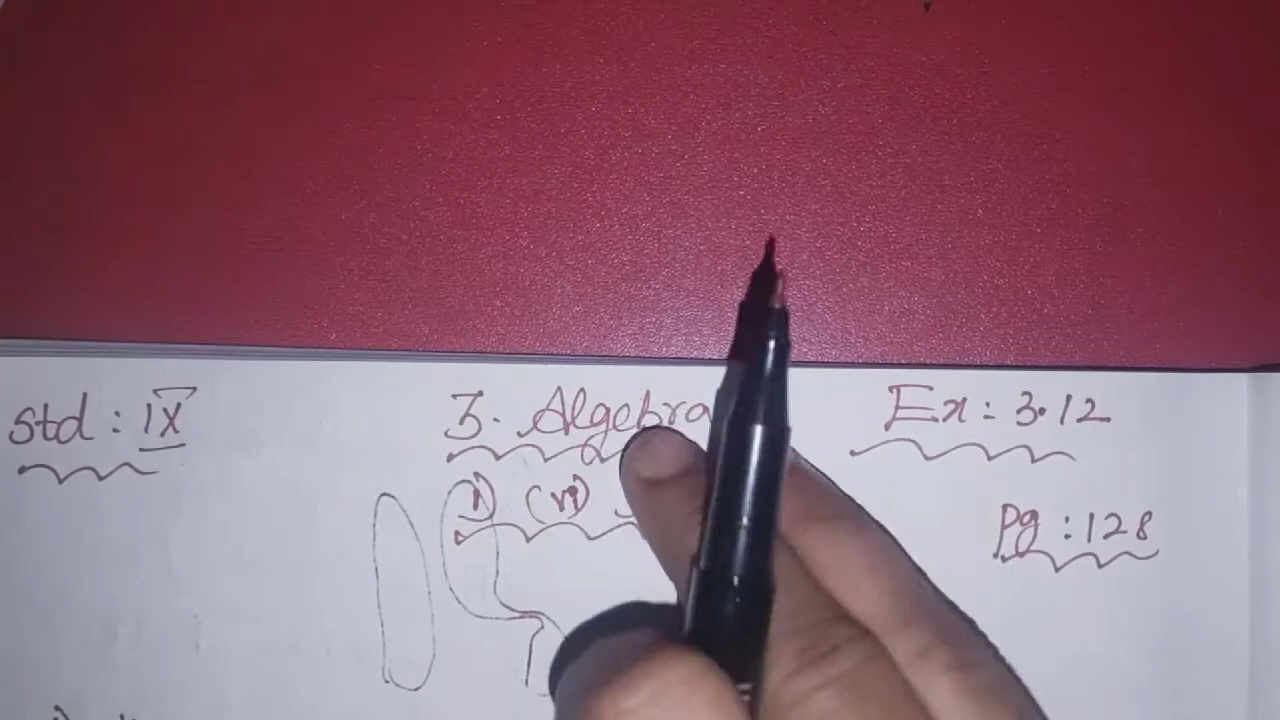 Std : IX 3. Algebra Ex: 3.12
(vi) Pg : 128